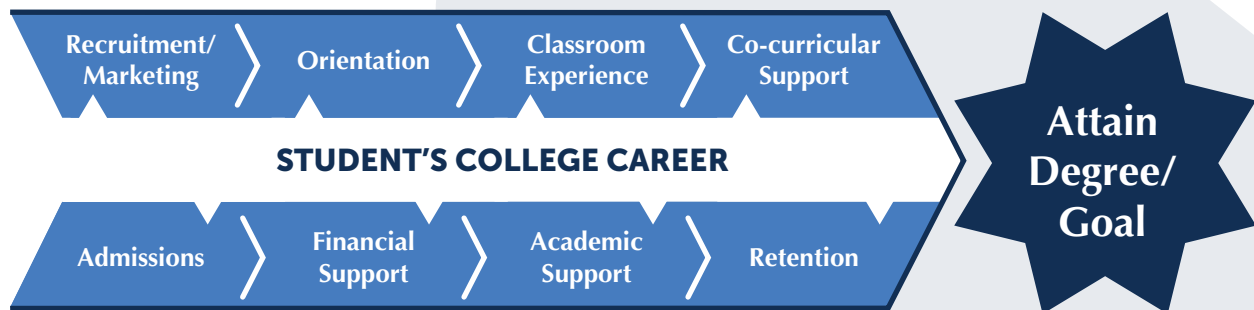 Recruitment/
Marketing
Orientation
Classroom
Experience
Co-curricular
Support
STUDENT’S COLLEGE CAREER
Admissions
Financial
Support
Academic
Support
Retention
Attain
Degree/
Goal